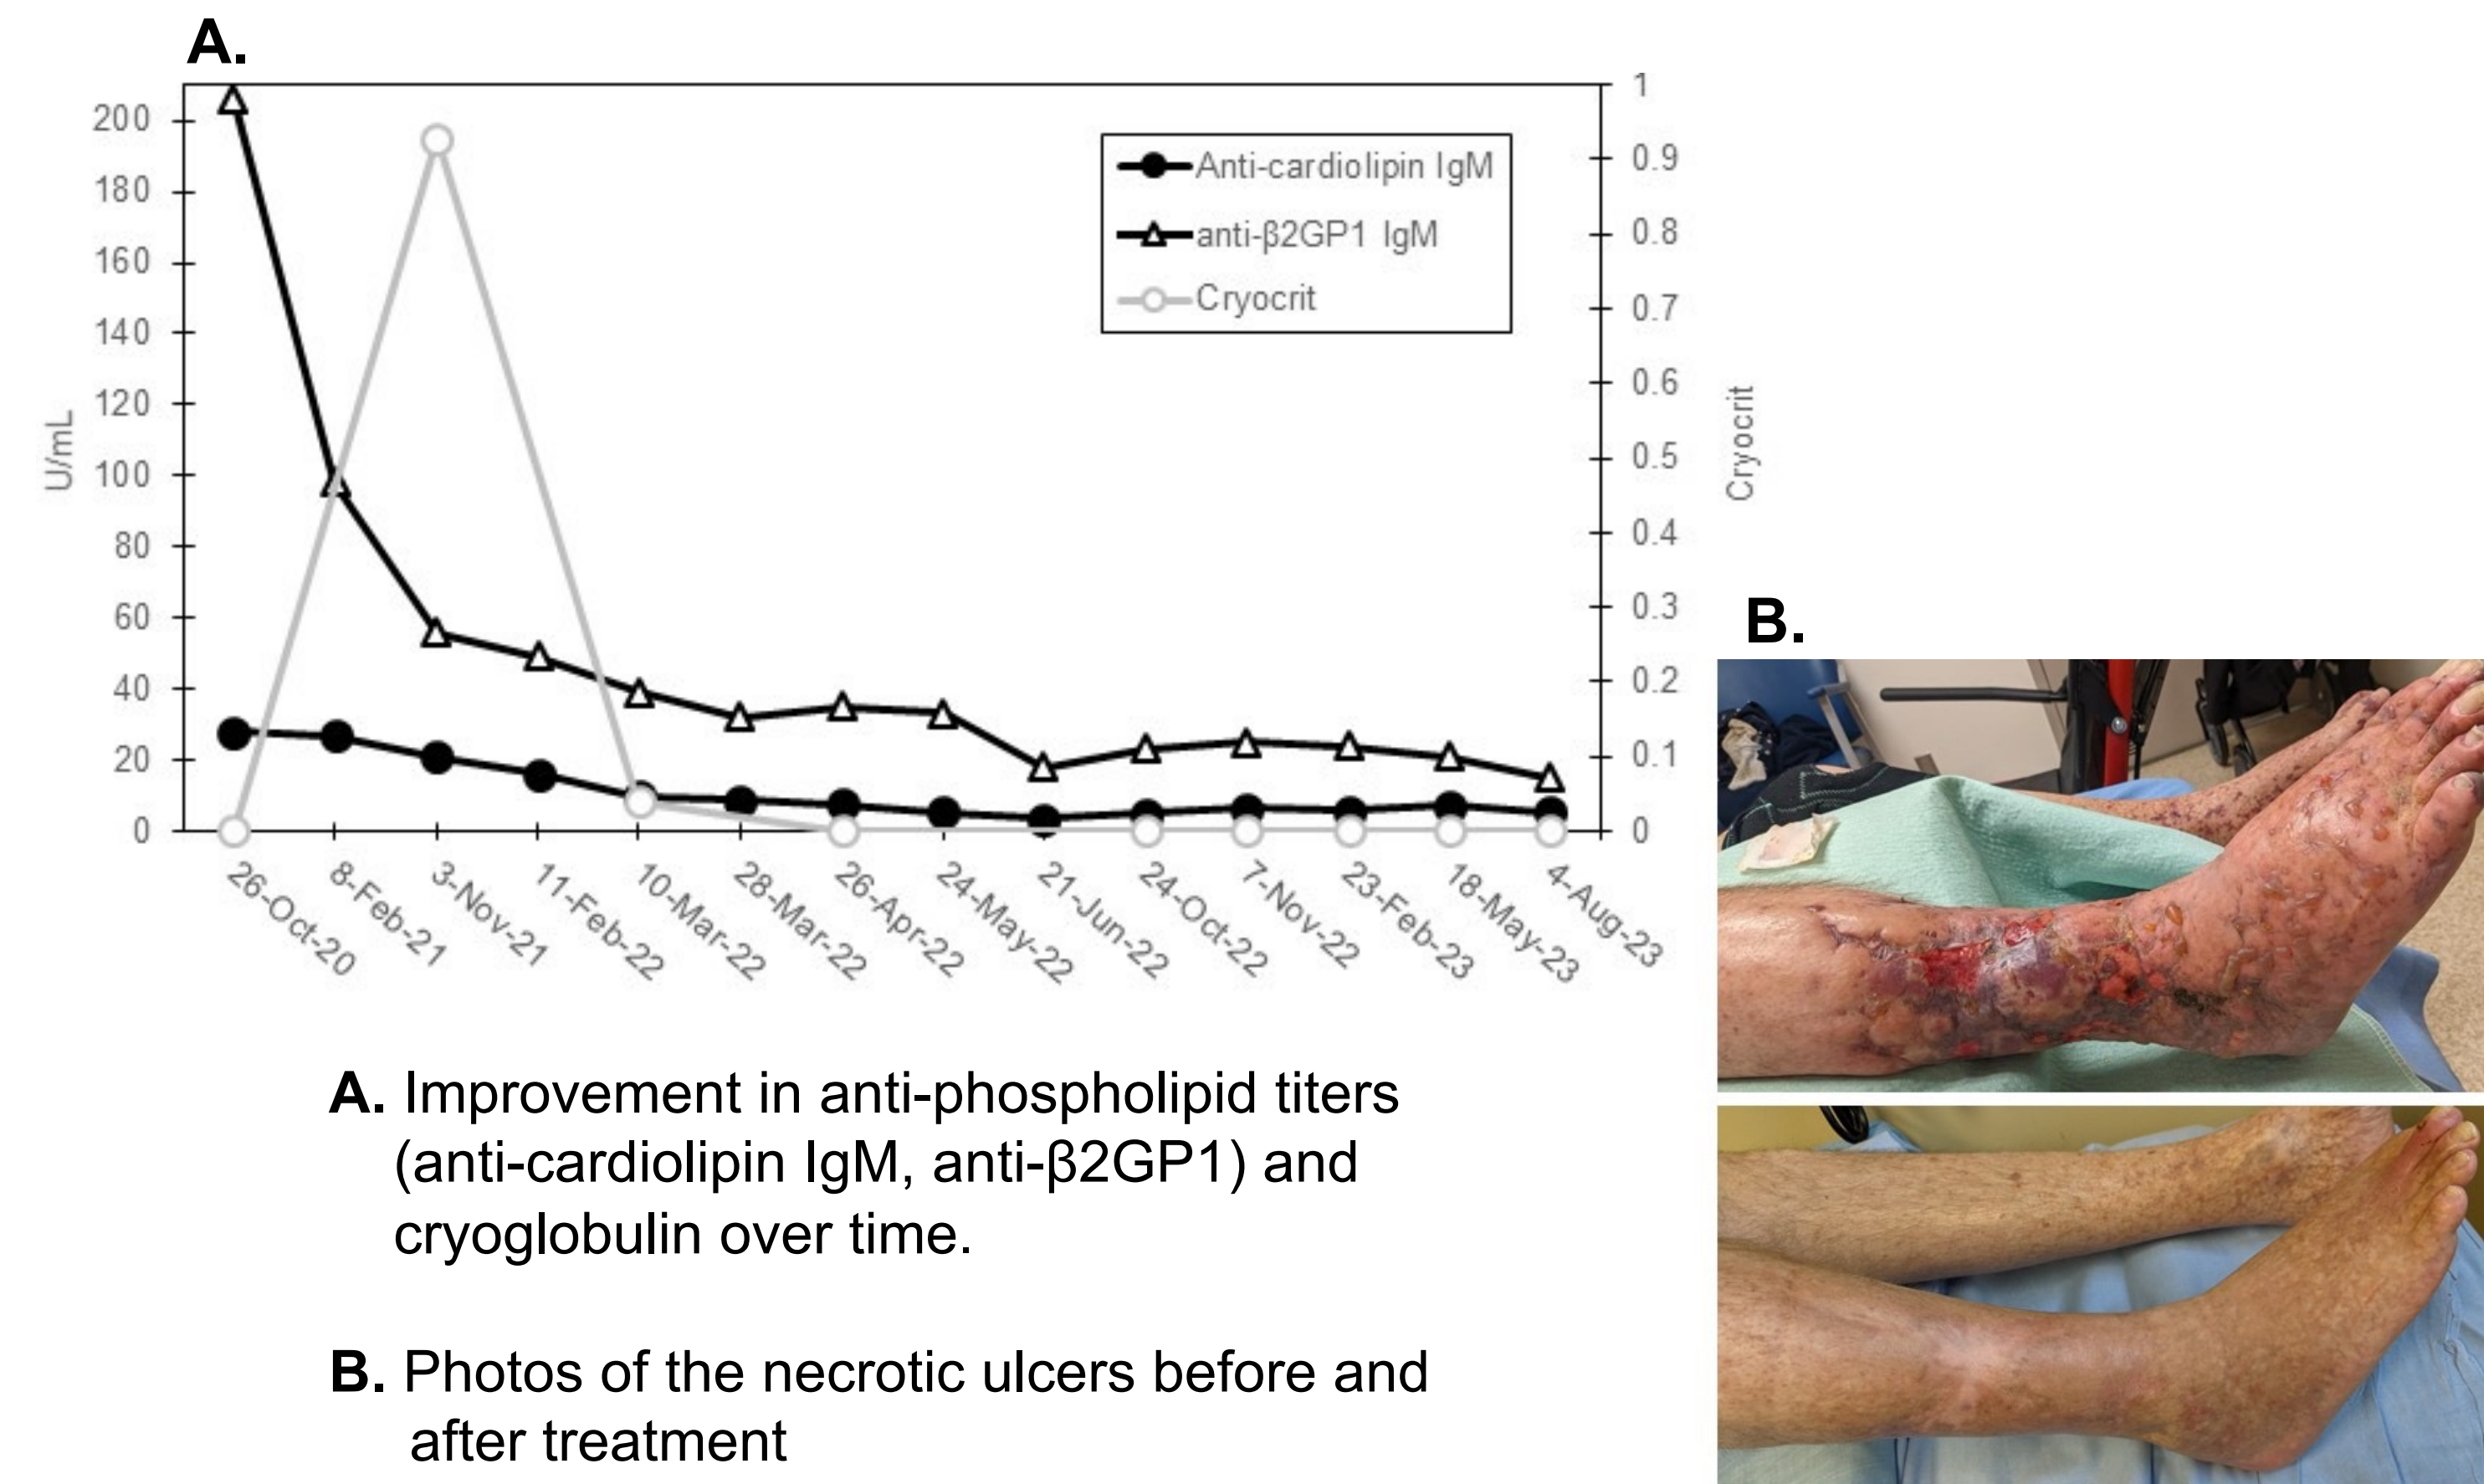 A.
200
180
160
140
120
100
80
60
40
20
0
U/mL
1
0.9
0.8
0.7
0.6
0.5
0.4
0.3
0.2
0.1
0
Cryocrit
Anti-cardiolipin IgM
anti-β2GP1 IgM
Cryocrit
26-Oct-20
8-Feb-21
3-Nov-21
11-Feb-22
10-Mar-22
28-Mar-22
26-Apr-22
24-May-22
21-Jun-22
24-Oct-22
7-Nov-22
23-Feb-23
18-May-23
4-Aug-23
B.
A. Improvement in anti-phospholipid titers
(anti-cardiolipin IgM, anti-β2GP1) and
cryoglobulin over time.
B. Photos of the necrotic ulcers before and
after treatment